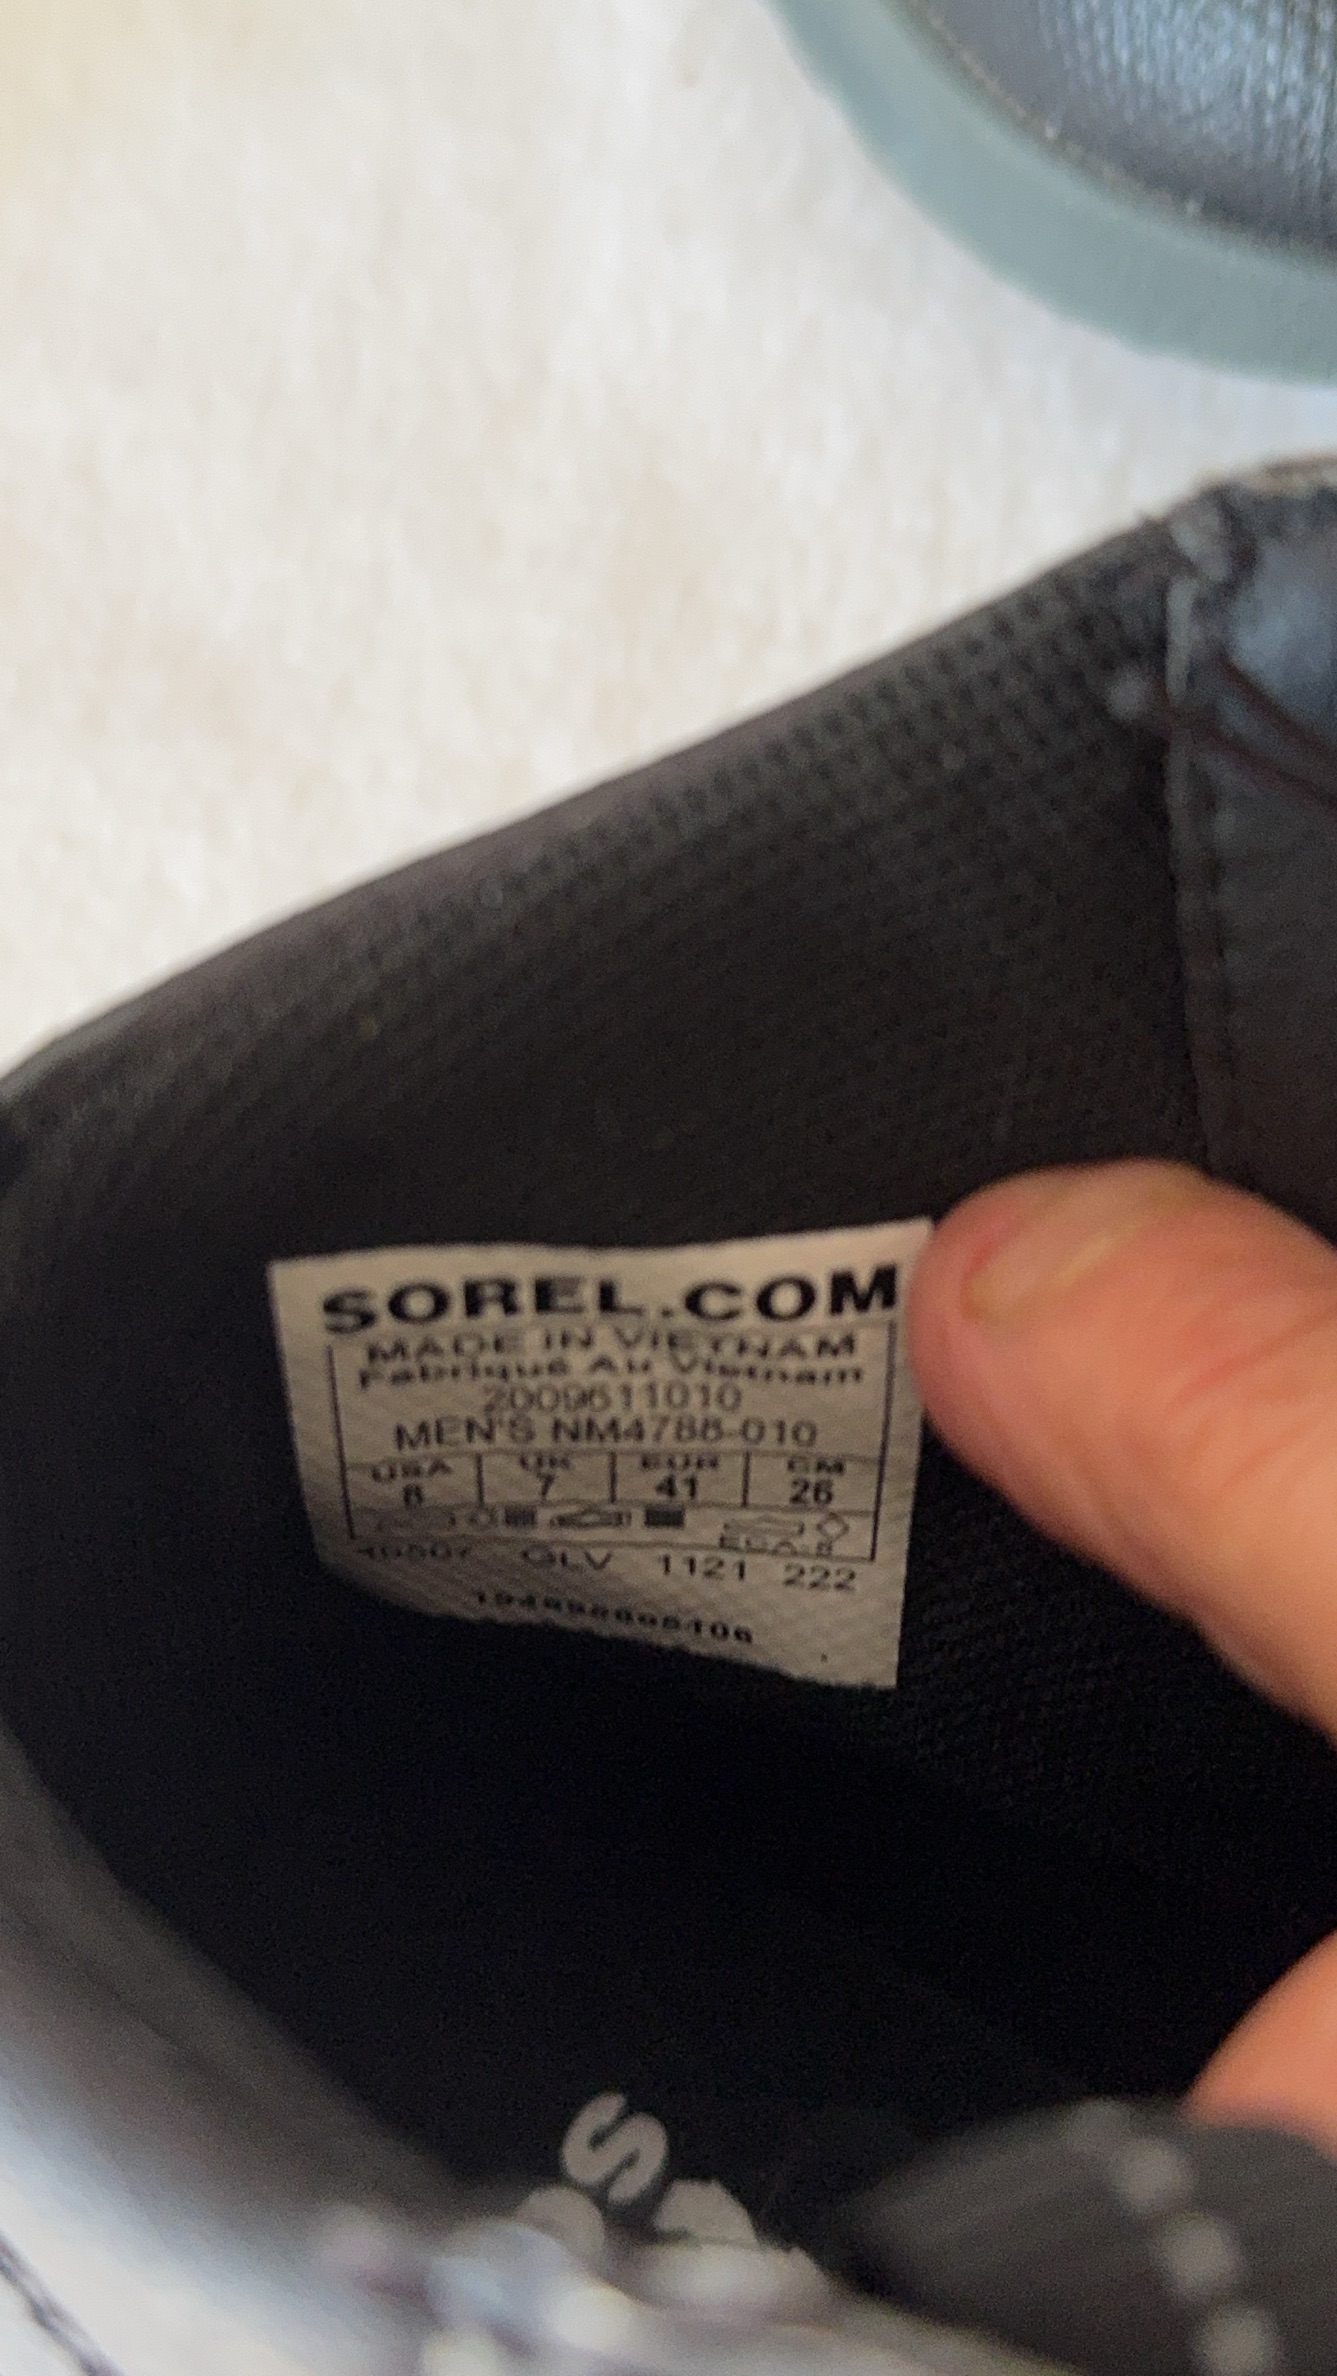 SOREL.COM
MADE IN VIETNAM
Fabriqué Au Vietnam
2009611010
MEN'S NM4788-010
USA UK EUR CM
8 7 41 26
GLV 1121 222
S